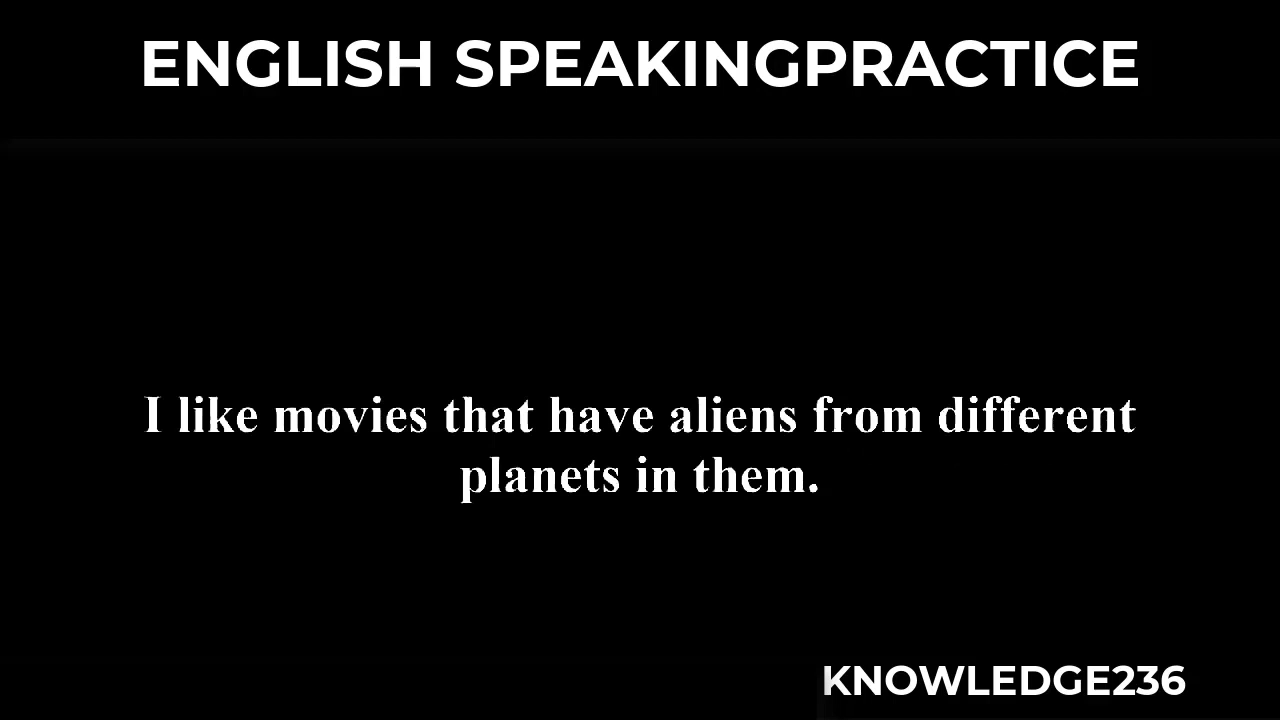 ENGLISH SPEAKINGPRACTICE
I like movies that have aliens from different
planets in them.
KNOWLEDGE236